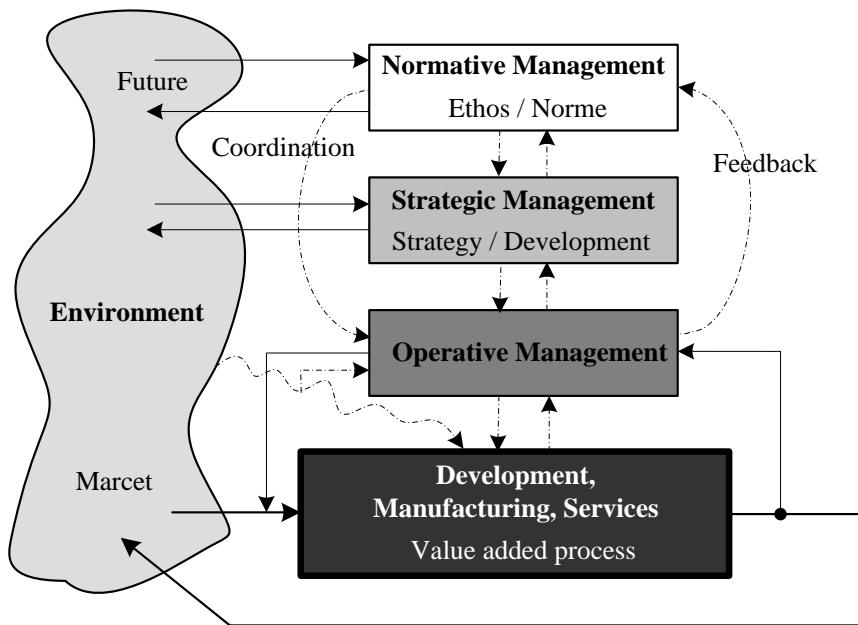 Normative Management
Future
Ethos / Norme
Coordination
Feedback
Strategic Management
Strategy / Development
Environment
Operative Management
Marcet
Development,
Manufacturing, Services
Value added process